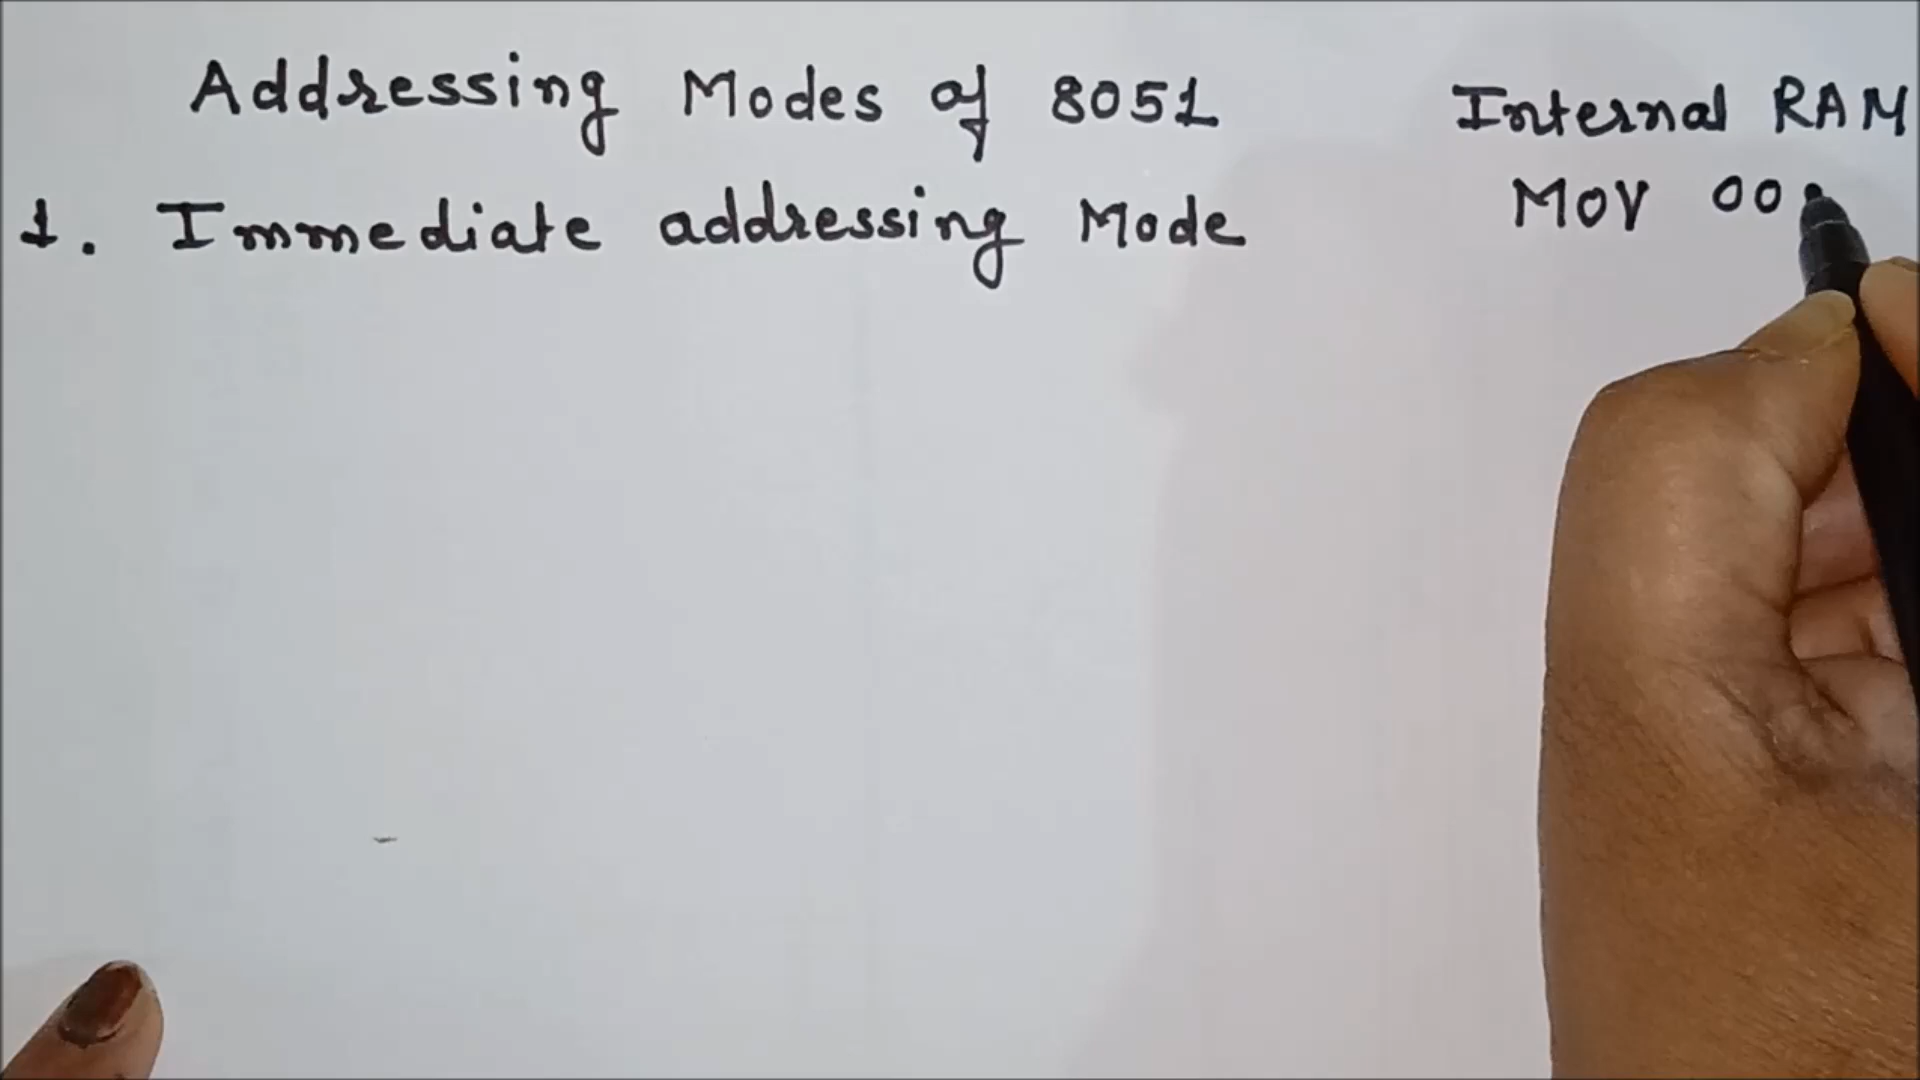 Addressing Modes of 8051
1. Immediate addressing Mode
Internal RAM
MOV 00